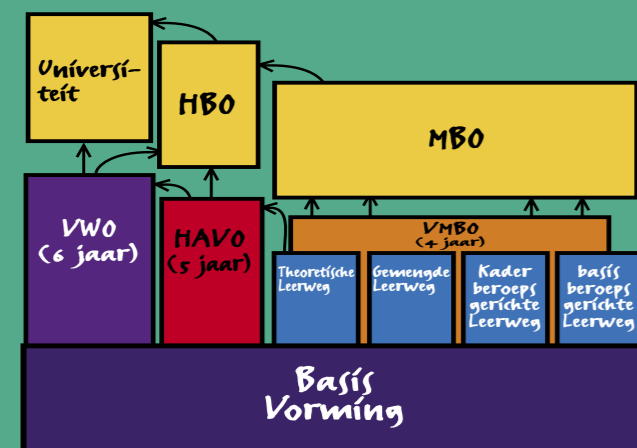 Universi-
teit
HBO
MBO
VWO
(6 jaar)
HAVO
(5 jaar)
VMBO
(4 jaar)
Theoretische
Leerweg
Gemengde
Leerweg
Kader
beroeps
gerichte
Leerweg
basis
beroeps
gerichte
Leerweg
Basis
Vorming